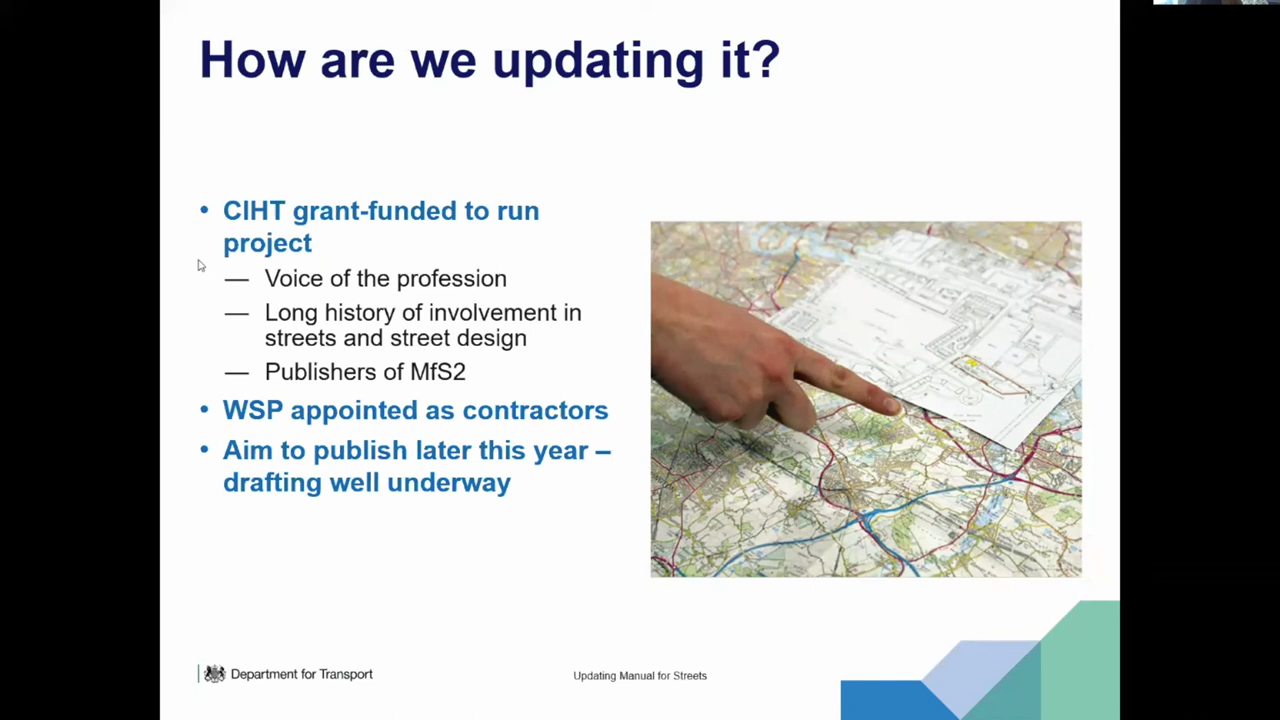 How are we updating it?
• CIHT grant-funded to run
project
— Voice of the profession
— Long history of involvement in
streets and street design
— Publishers of MfS2
• WSP appointed as contractors
• Aim to publish later this year –
drafting well underway
Department for Transport
Updating Manual for Streets